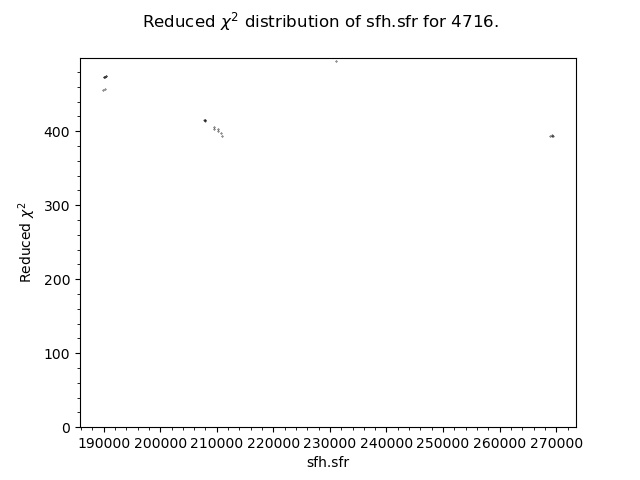 Reduced χ² distribution of sfh.sfr for 4716.
Reduced χ²
400
300
200
100
0
190000 200000 210000 220000 230000 240000 250000 260000 270000
sfh.sfr